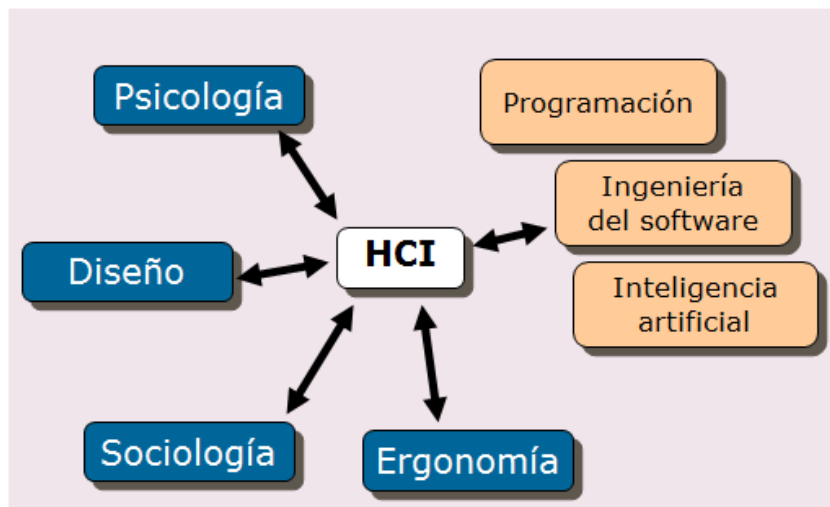 Psicología
Programación
Ingeniería
del software
HCI
Diseño
Inteligencia
artificial
Sociología
Ergonomía